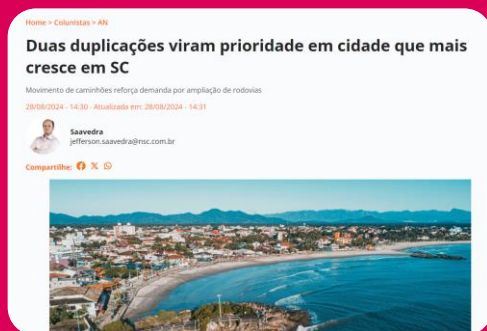 Home > Colunistas > AN
Duas duplicações viram prioridade em cidade que mais
cresce em SC
Movimento de caminhões reforça demanda por ampliação de rodovias
28/08/2024 - 14:30 - Atualizada em: 28/08/2024 - 14:31
Saavedra
jefferson.saavedra@nsc.com.br
Compartilhe: